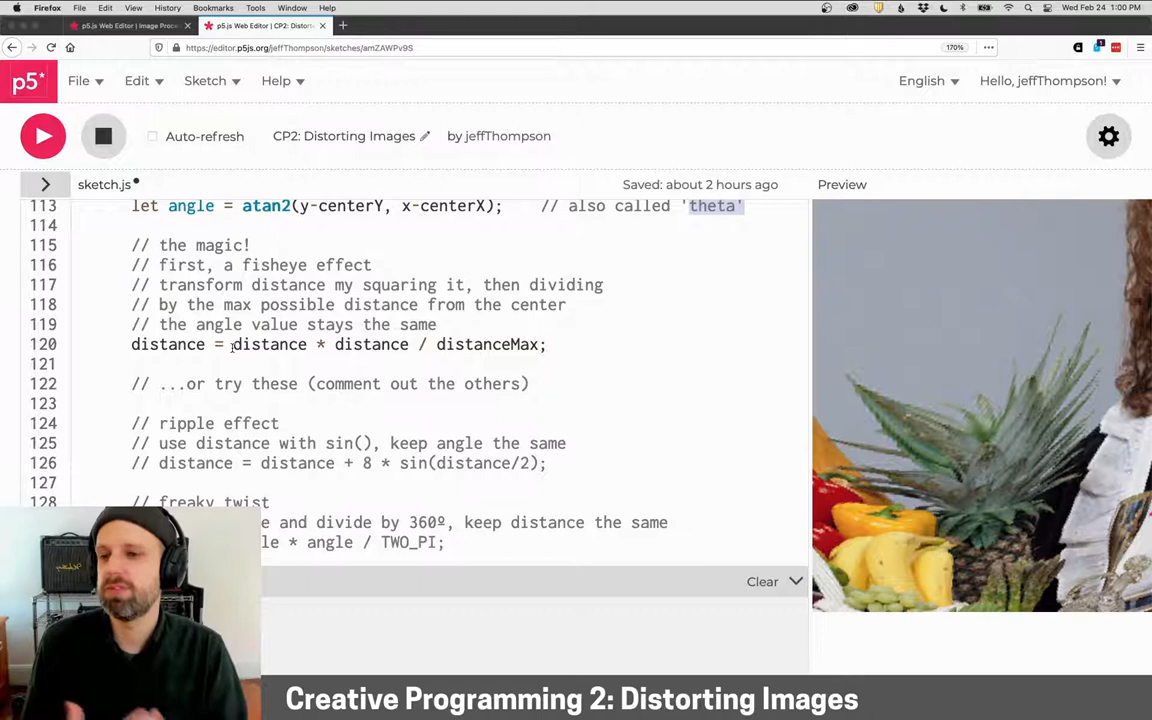 Firefox File Edit View History Bookmarks Tools Window Help Wed Feb 24 1:00 PM
p5.js Web Editor | Image Proce × p5.js Web Editor | CP2: Distorti × +
https://editor.p5js.org/jeffThompson/sketches/amZAWPv9S 170%
p5* File Edit Sketch Help English Hello, jeffThompson!
Auto-refresh CP2: Distorting Images by jeffThompson
sketch.js Saved: about 2 hours ago Preview
113 let angle = atan2(y-centerY, x-centerX); // also called 'theta'
114
115 // the magic!
116 // first, a fisheye effect
117 // transform distance my squaring it, then dividing
118 // by the max possible distance from the center
119 // the angle value stays the same
120 distance = distance * distance / distanceMax;
121
122 // ...or try these (comment out the others)
123
124 // ripple effect
125 // use distance with sin(), keep angle the same
126 // distance = distance + 8 * sin(distance/2);
127
128 // freaky twist
e and divide by 360º, keep distance the same
le * angle / TWO_PI;
Clear
Creative Programming 2: Distorting Images